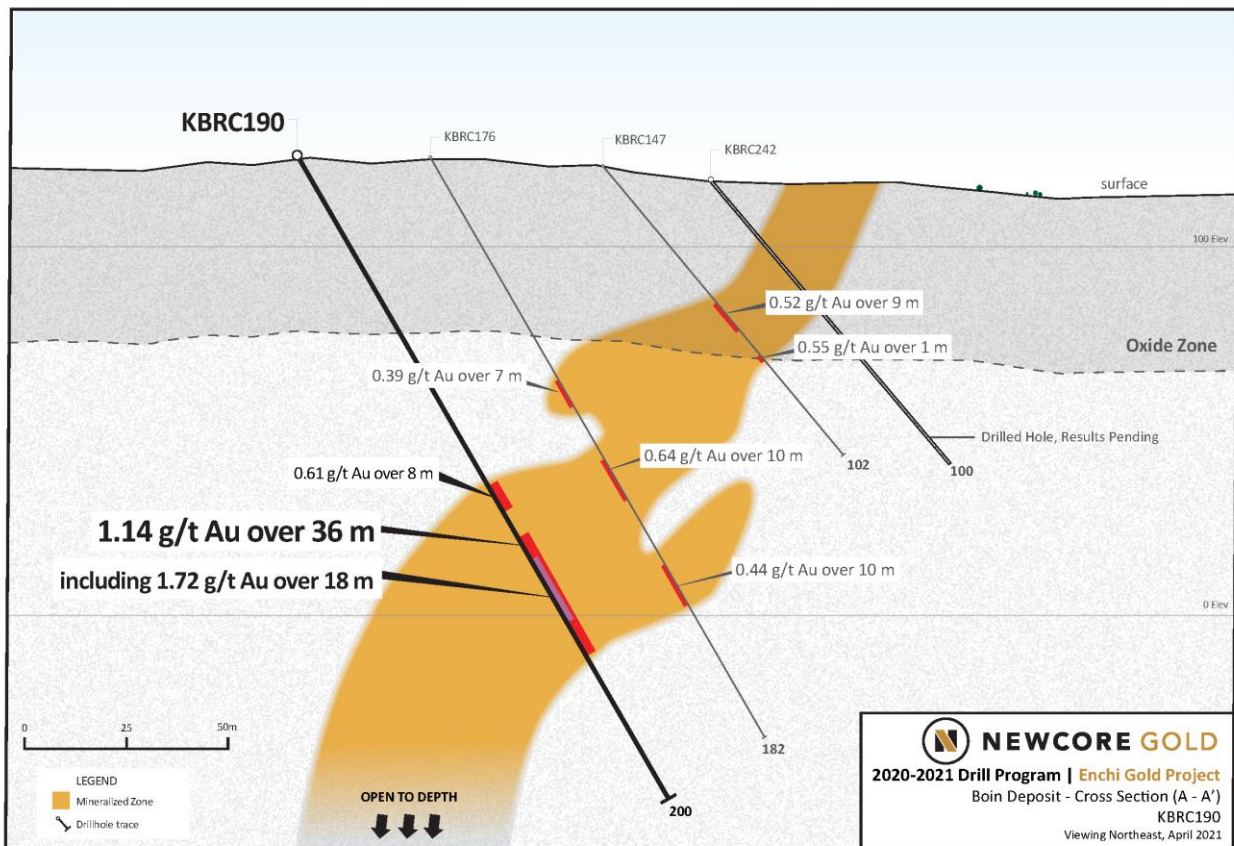 KBRC190
KBRC176
KBRC147
KBRC242
surface
100 Elev
0.52 g/t Au over 9 m
0.55 g/t Au over 1 m
Oxide Zone
0.39 g/t Au over 7 m
Drilled Hole, Results Pending
0.64 g/t Au over 10 m
102
100
0.61 g/t Au over 8 m
1.14 g/t Au over 36 m
including 1.72 g/t Au over 18 m
0.44 g/t Au over 10 m
0 Elev
0 25 50m
182
200
LEGEND
Mineralized Zone
Drillhole trace
OPEN TO DEPTH
N NEWCORE GOLD
2020-2021 Drill Program | Enchi Gold Project
Boin Deposit - Cross Section (A - A')
KBRC190
Viewing Northeast, April 2021